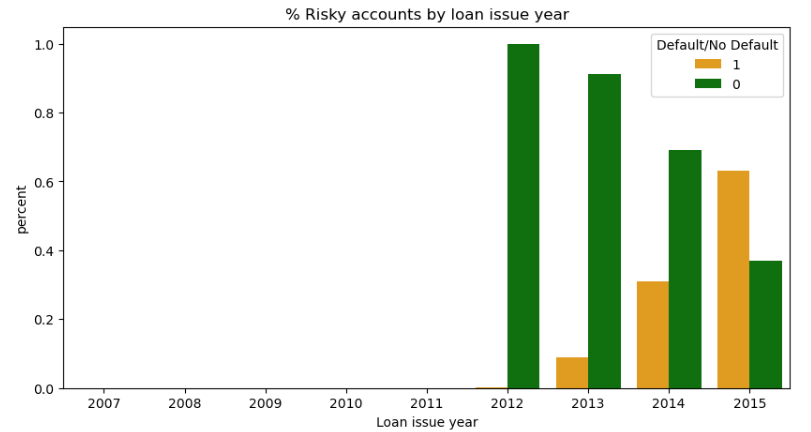 % Risky accounts by loan issue year
Default/No Default
1
0
percent
1.0
0.8
0.6
0.4
0.2
0.0
2007 2008 2009 2010 2011 2012 2013 2014 2015
Loan issue year